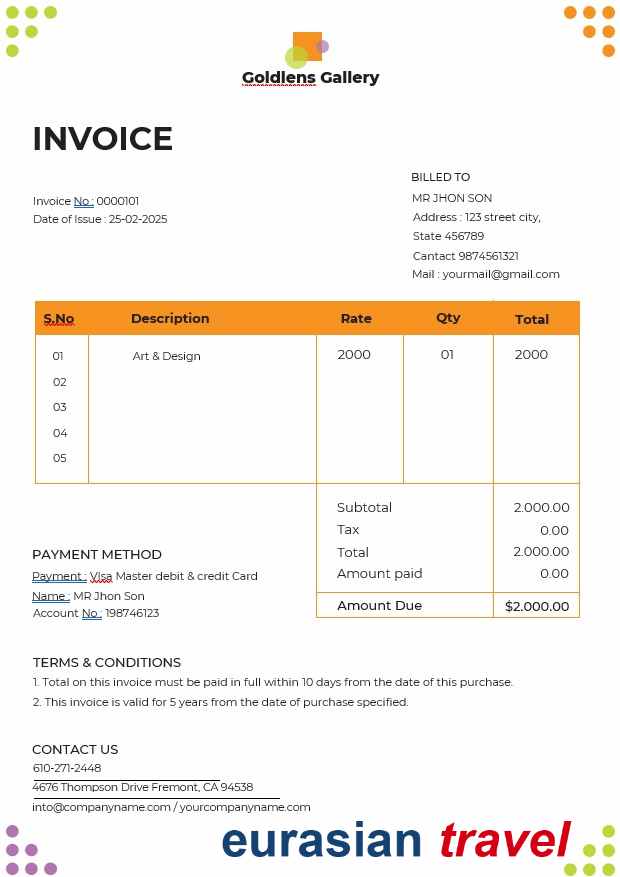 Goldlens Gallery
INVOICE
BILLED TO
Invoice No : 0000101
MR JHON SON
Date of Issue : 25-02-2025
Address : 123 street city,
State 456789
Cantact 9874561321
Mail : yourmail@gmail.com
S.No Description Rate Qty Total
01 Art & Design 2000 01 2000
02
03
04
05
Subtotal 2.000.00
Tax 0.00
Total 2.000.00
Amount paid 0.00
Amount Due $2.000.00
PAYMENT METHOD
Payment : VIsa Master debit & credit Card
Name : MR Jhon Son
Account No : 198746123
TERMS & CONDITIONS
1. Total on this invoice must be paid in full within 10 days from the date of this purchase.
2. This invoice is valid for 5 years from the date of purchase specified.
CONTACT US
610-271-2448
4676 Thompson Drive Fremont, CA 94538
into@companyname.com / yourcompanyname.com
eurasian travel